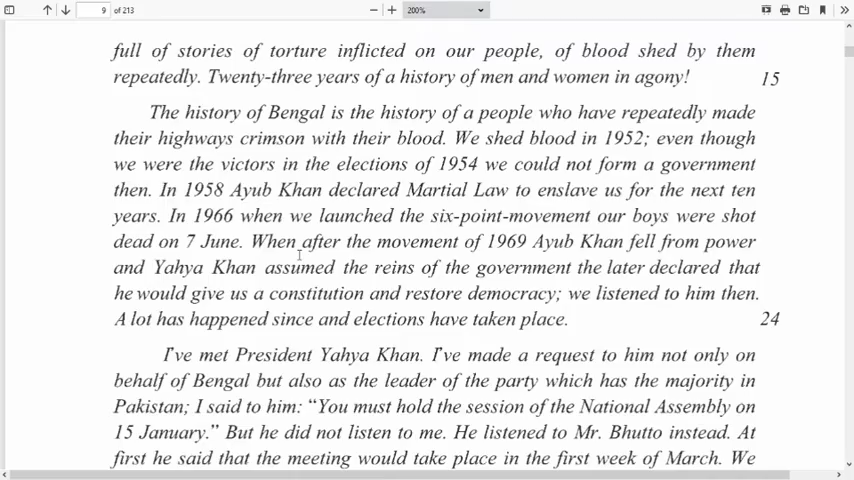 9 of 213
200%
full of stories of torture inflicted on our people, of blood shed by them
repeatedly. Twenty-three years of a history of men and women in agony! 15
The history of Bengal is the history of a people who have repeatedly made
their highways crimson with their blood. We shed blood in 1952; even though
we were the victors in the elections of 1954 we could not form a government
then. In 1958 Ayub Khan declared Martial Law to enslave us for the next ten
years. In 1966 when we launched the six-point-movement our boys were shot
dead on 7 June. When after the movement of 1969 Ayub Khan fell from power
and Yahya Khan assumed the reins of the government the later declared that
he would give us a constitution and restore democracy; we listened to him then.
A lot has happened since and elections have taken place. 24
I've met President Yahya Khan. I've made a request to him not only on
behalf of Bengal but also as the leader of the party which has the majority in
Pakistan; I said to him: “You must hold the session of the National Assembly on
15 January.” But he did not listen to me. He listened to Mr. Bhutto instead. At
first he said that the meeting would take place in the first week of March. We